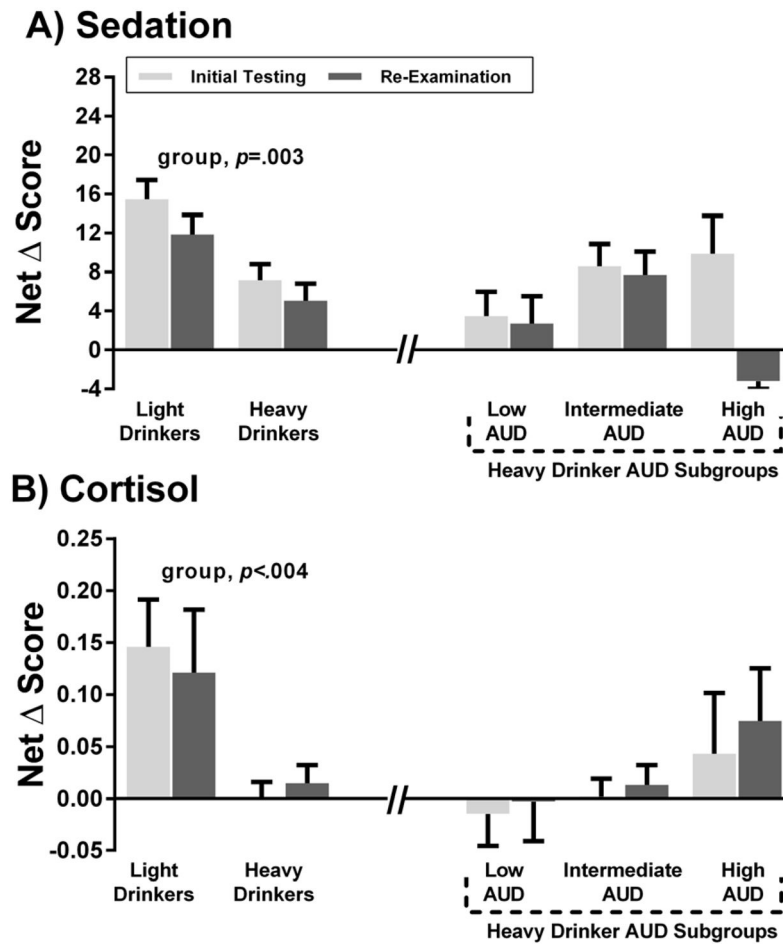 A) Sedation
Initial Testing Re-Examination
28
24
20
16
12
8
4
0
-4
Net Δ Score
group, p=.003
Light Drinkers
Heavy Drinkers
Low AUD
Intermediate AUD
High AUD
Heavy Drinker AUD Subgroups
B) Cortisol
0.25
0.20
0.15
0.10
0.05
0.00
-0.05
Net Δ Score
group, p<.004
Light Drinkers
Heavy Drinkers
Low AUD
Intermediate AUD
High AUD
Heavy Drinker AUD Subgroups